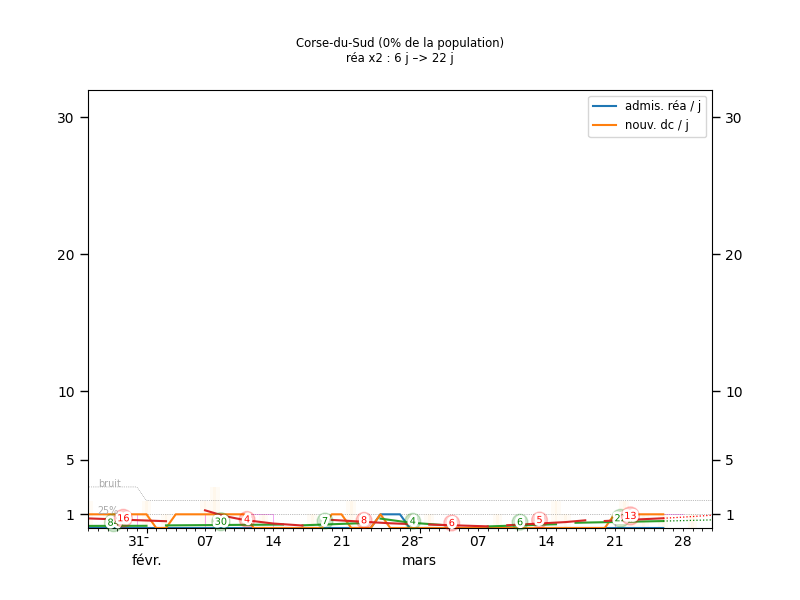 Corse-du-Sud (0% de la population)
réa x2 : 6 j –> 22 j
admis. réa / j
nouv. dc / j
30 30
20 20
10 10
5 5
1 1
bruit
25%
16 30 4 7 8 4 6 6 5 13
31 07 14 21 28 07 14 21 28
févr. mars